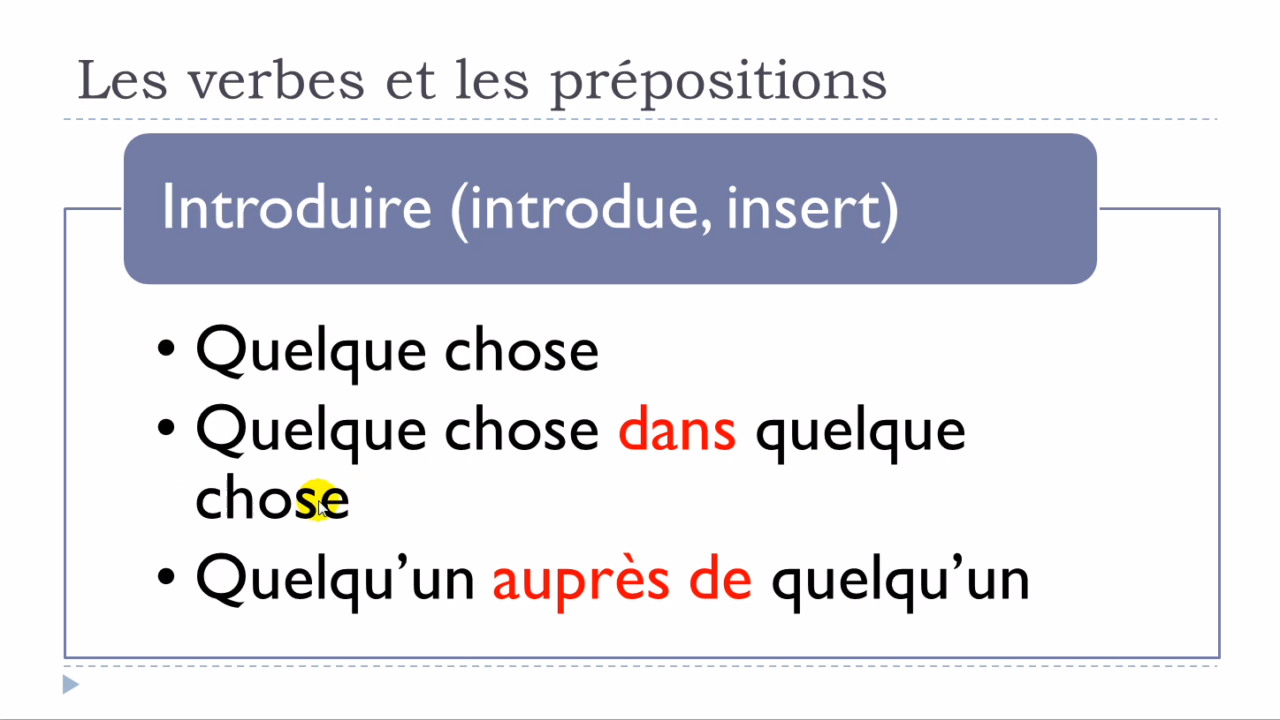 Les verbes et les prépositions
Introduire (introdue, insert)
• Quelque chose
• Quelque chose dans quelque
chose
• Quelqu’un auprès de quelqu’un